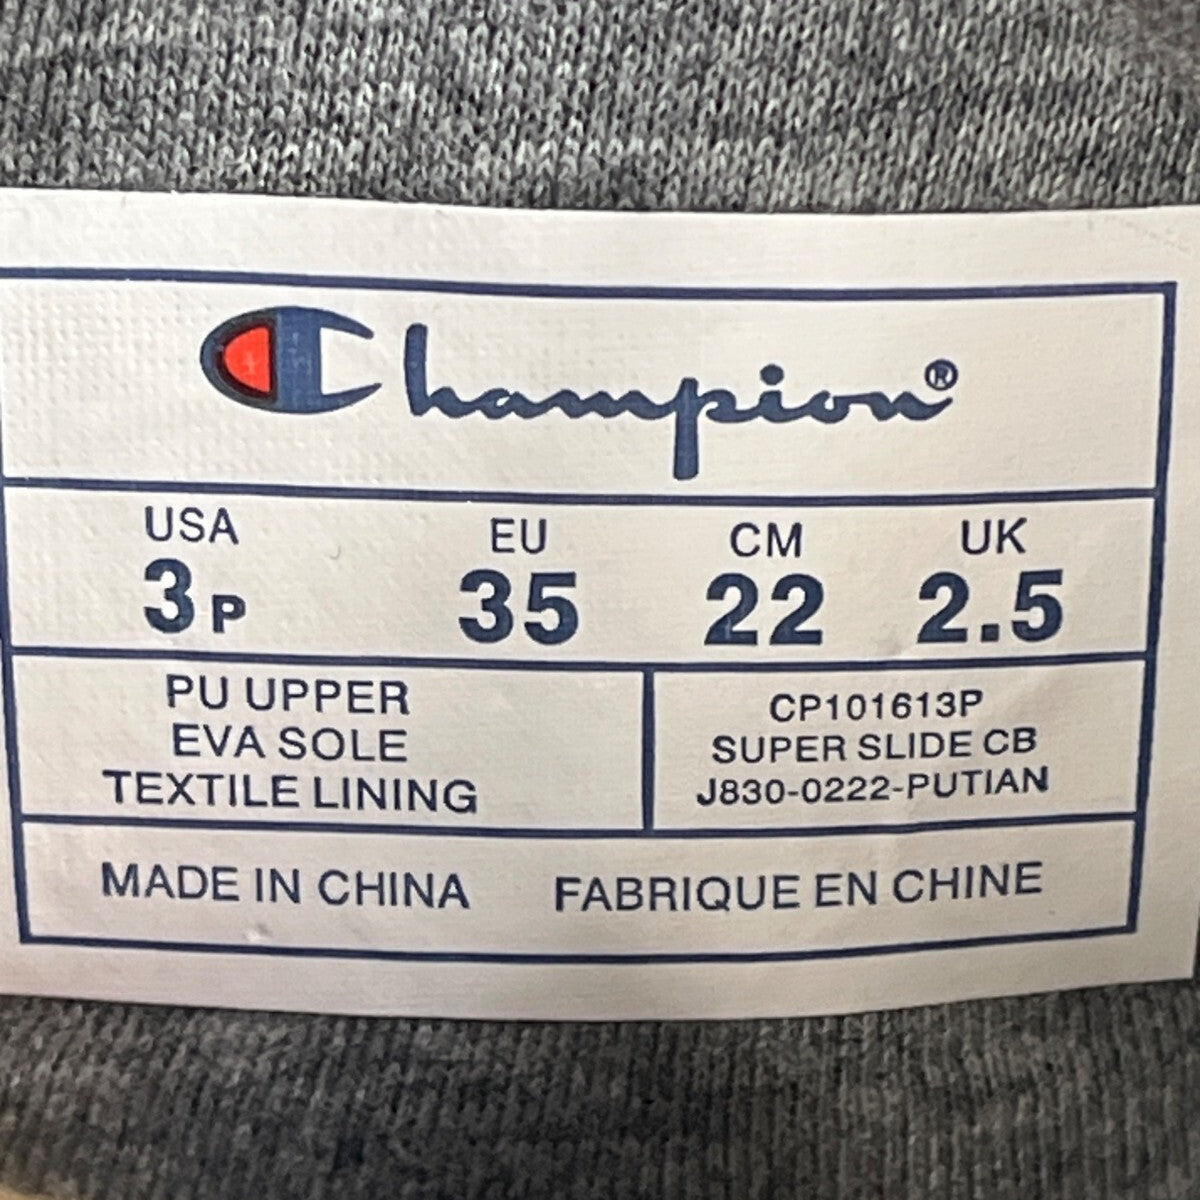 Champion®
USA EU CM UK
3P 35 22 2.5
PU UPPER
EVA SOLE
TEXTILE LINING
CP101613P
SUPER SLIDE CB
J830-0222-PUTIAN
MADE IN CHINA FABRIQUE EN CHINE